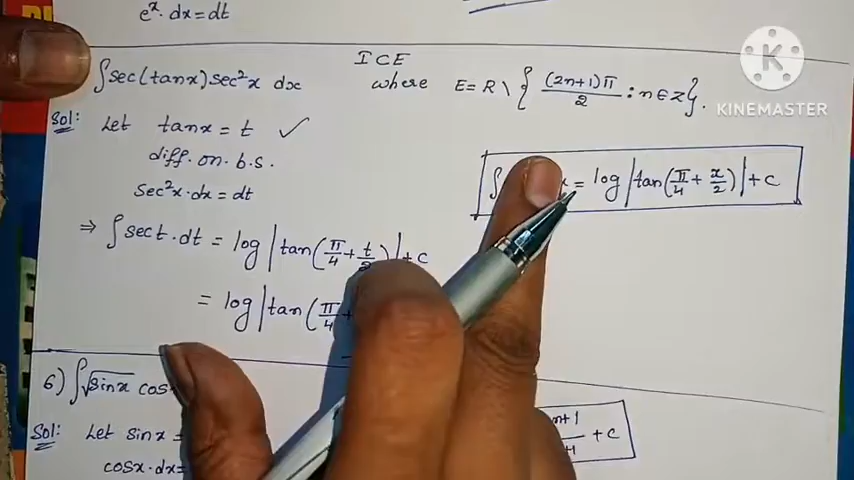 e^x. dx = dt
∫sec(tanx) sec²x dx I C E where E = R \ { (2n+1)π/2 : n∈z}.
Sol: Let tanx = t ✓
diff. on. b.s.
sec²x.dx = dt
∫ = log|tan(π/4 + x/2)| + c
⇒ ∫sect.dt = log|tan(π/4 + t/2)| + c
= log|tan(π/4
6) ∫√sinx cos
Sol: Let sinx =
cosx.dx =
n+1 + c
K
KINEMASTER